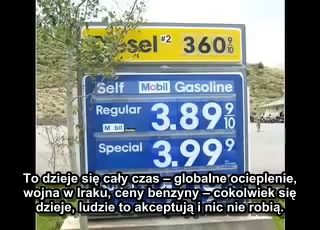 Diesel #2 360 9/10
Self Mobil Gasoline
Regular 3.89 9/10
Mobil
Special 3.99 9
To dzieje się cały czas – globalne ocieplenie,
wojna w Iraku, ceny benzyny – cokolwiek się
dzieje, ludzie to akceptują i nic nie robią.